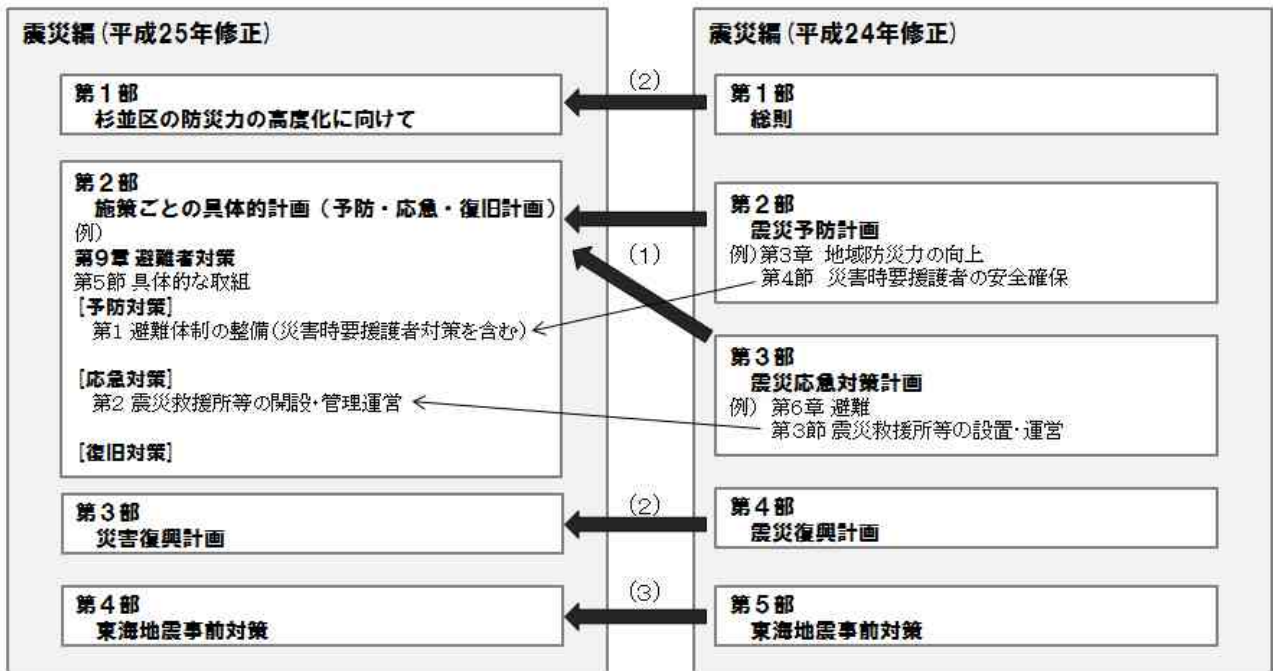 震災編(平成25年修正)
第1部
杉並区の防災力の高度化に向けて
第2部
施策ごとの具体的計画(予防・応急・復旧計画)
例)
第9章 避難者対策
第5節 具体的な取組
[予防対策]
第1 避難体制の整備(災害時要援護者対策を含む)
[応急対策]
第2 震災救援所等の開設・管理運営
[復旧対策]
第3部
災害復興計画
第4部
東海地震事前対策
(2)
(1)
(2)
(3)
震災編(平成24年修正)
第1部
総則
第2部
震災予防計画
例)第3章 地域防災力の向上
第4節 災害時要援護者の安全確保
第3部
震災応急対策計画
例) 第6章 避難
第3節 震災救援所等の設置・運営
第4部
震災復興計画
第5部
東海地震事前対策